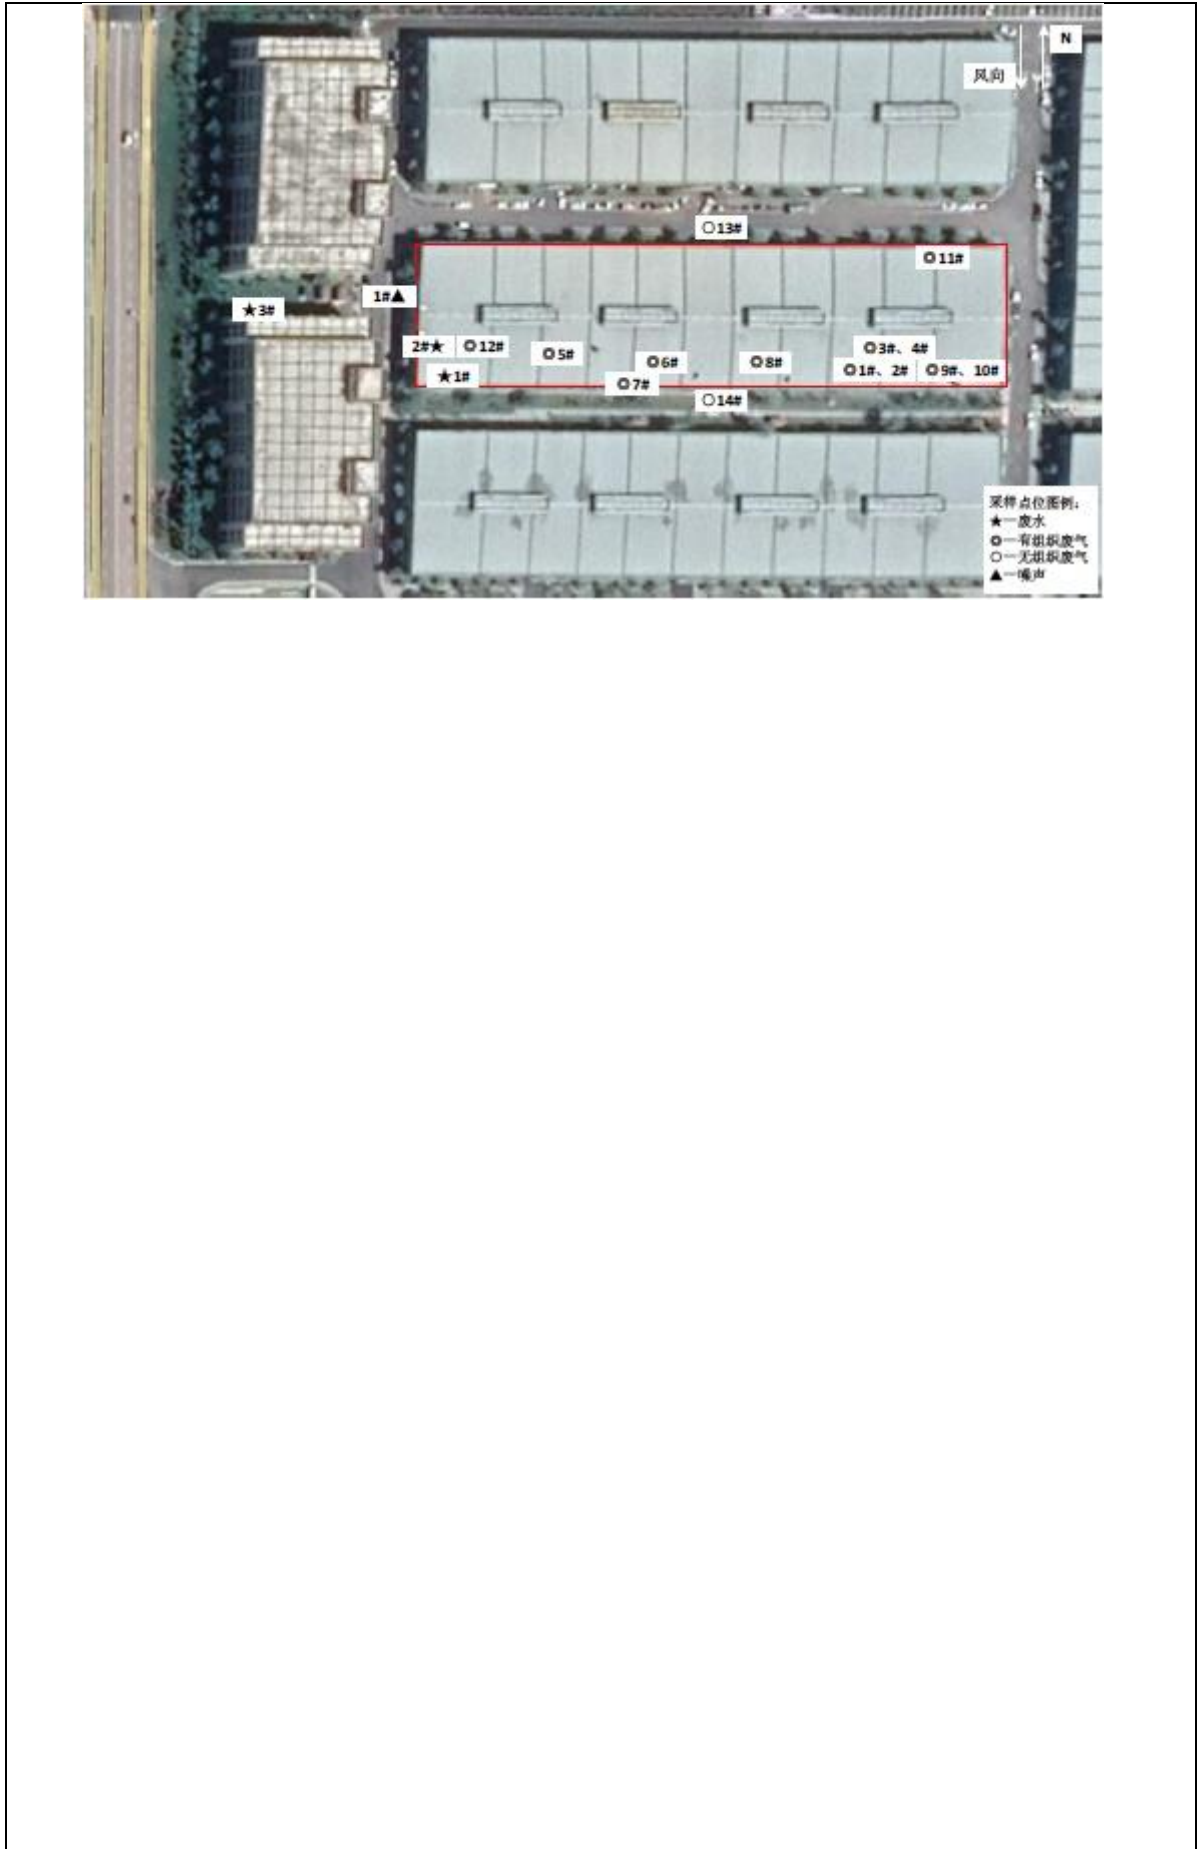 N
风向
○13#
◎11#
1#▲
★3#
2#★
◎12#
◎5#
◎3#、4#
◎6#
◎8#
◎1#、2#
◎9#、10#
★1#
◎7#
○14#
采样点位图例：
★—废水
◎—有组织废气
○—无组织废气
▲—噪声